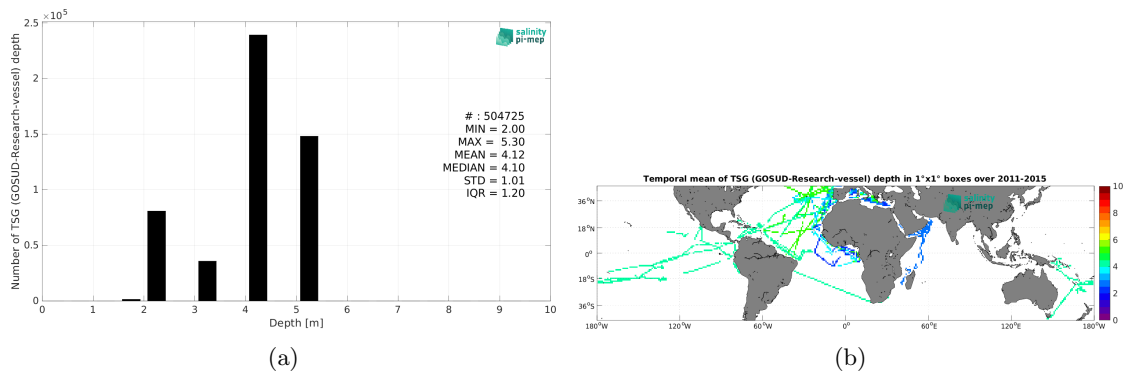 ×10⁵
2.5
2
1.5
1
0.5
0
Number of TSG (GOSUD-Research-vessel) depth
salinity
pi-mep
# : 504725
MIN = 2.00
MAX = 5.30
MEAN = 4.12
MEDIAN = 4.10
STD = 1.01
IQR = 1.20
0 1 2 3 4 5 6 7 8 9 10
Depth [m]
(a)
Temporal mean of TSG (GOSUD-Research-vessel) depth in 1°x1° boxes over 2011-2015
salinity
pi-mep
36°N
18°N
0°
18°S
36°S
180°W 120°W 60°W 0° 60°E 120°E 180°E
10
8
6
4
2
0
(b)